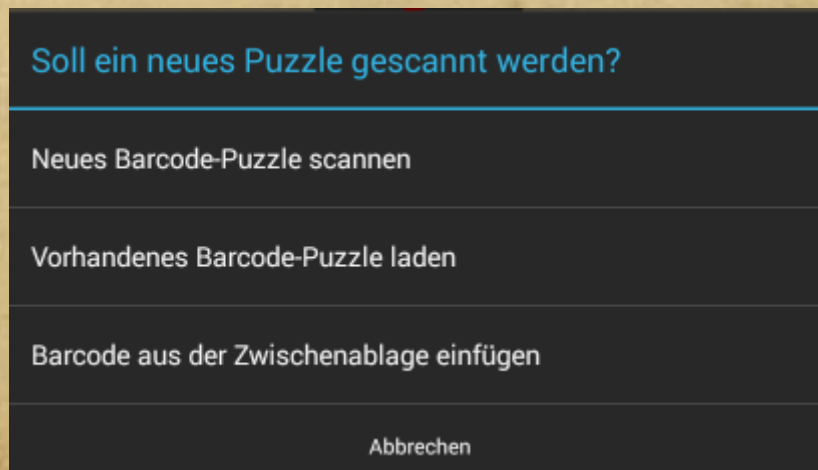 Soll ein neues Puzzle gescannt werden?
Neues Barcode-Puzzle scannen
Vorhandenes Barcode-Puzzle laden
Barcode aus der Zwischenablage einfügen
Abbrechen